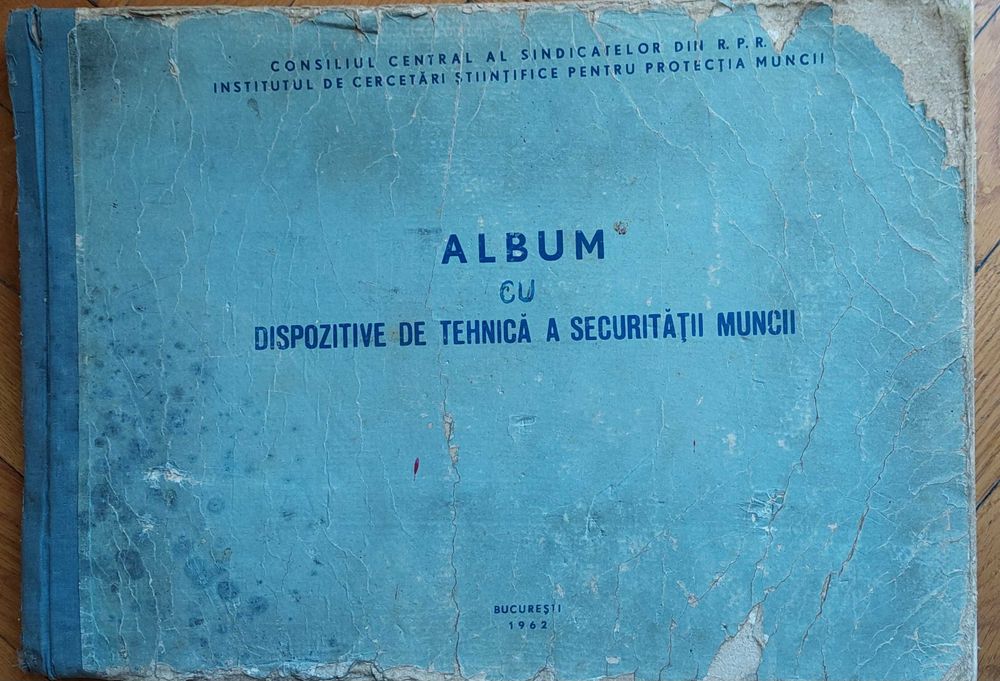 CONSILIUL CENTRAL AL SINDICATELOR DIN R.P.R.
INSTITUTUL DE CERCETĂRI ȘTIINȚIFICE PENTRU PROTECȚIA MUNCII
ALBUM
CU
DISPOZITIVE DE TEHNICĂ A SECURITĂȚII MUNCII
BUCUREȘTI
1962